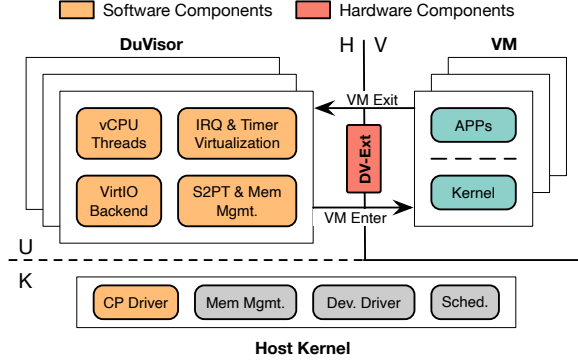 Software Components
Hardware Components
DuVisor
H V
VM
VM Exit
vCPU
Threads
IRQ & Timer
Virtualization
APPs
DV-Ext
VirtIO
Backend
S2PT & Mem
Mgmt.
Kernel
VM Enter
U
K
CP Driver
Mem Mgmt.
Dev. Driver
Sched.
Host Kernel